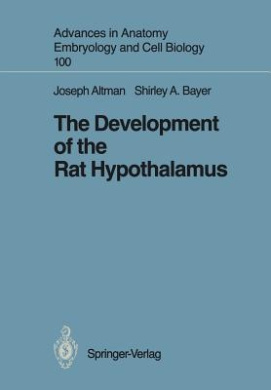 Advances in Anatomy
Embryology and Cell Biology
100
Joseph Altman Shirley A. Bayer
The Development
of the
Rat Hypothalamus
Springer-Verlag